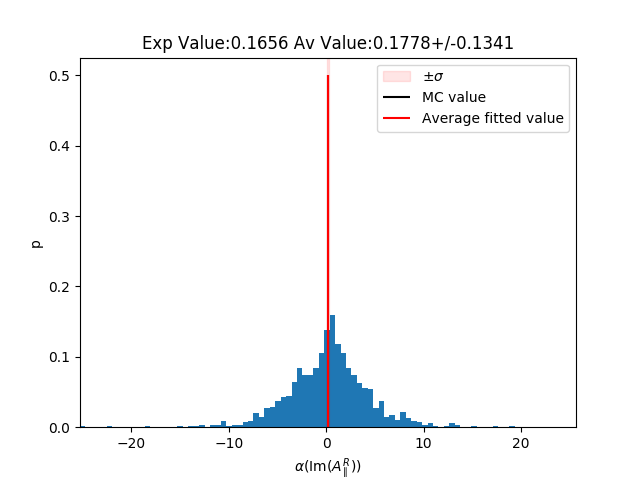 Exp Value:0.1656 Av Value:0.1778+/-0.1341
±σ
MC value
Average fitted value
0.5
0.4
0.3
0.2
0.1
0.0
p
−20 −10 0 10 20
α(Im(A∥^R))